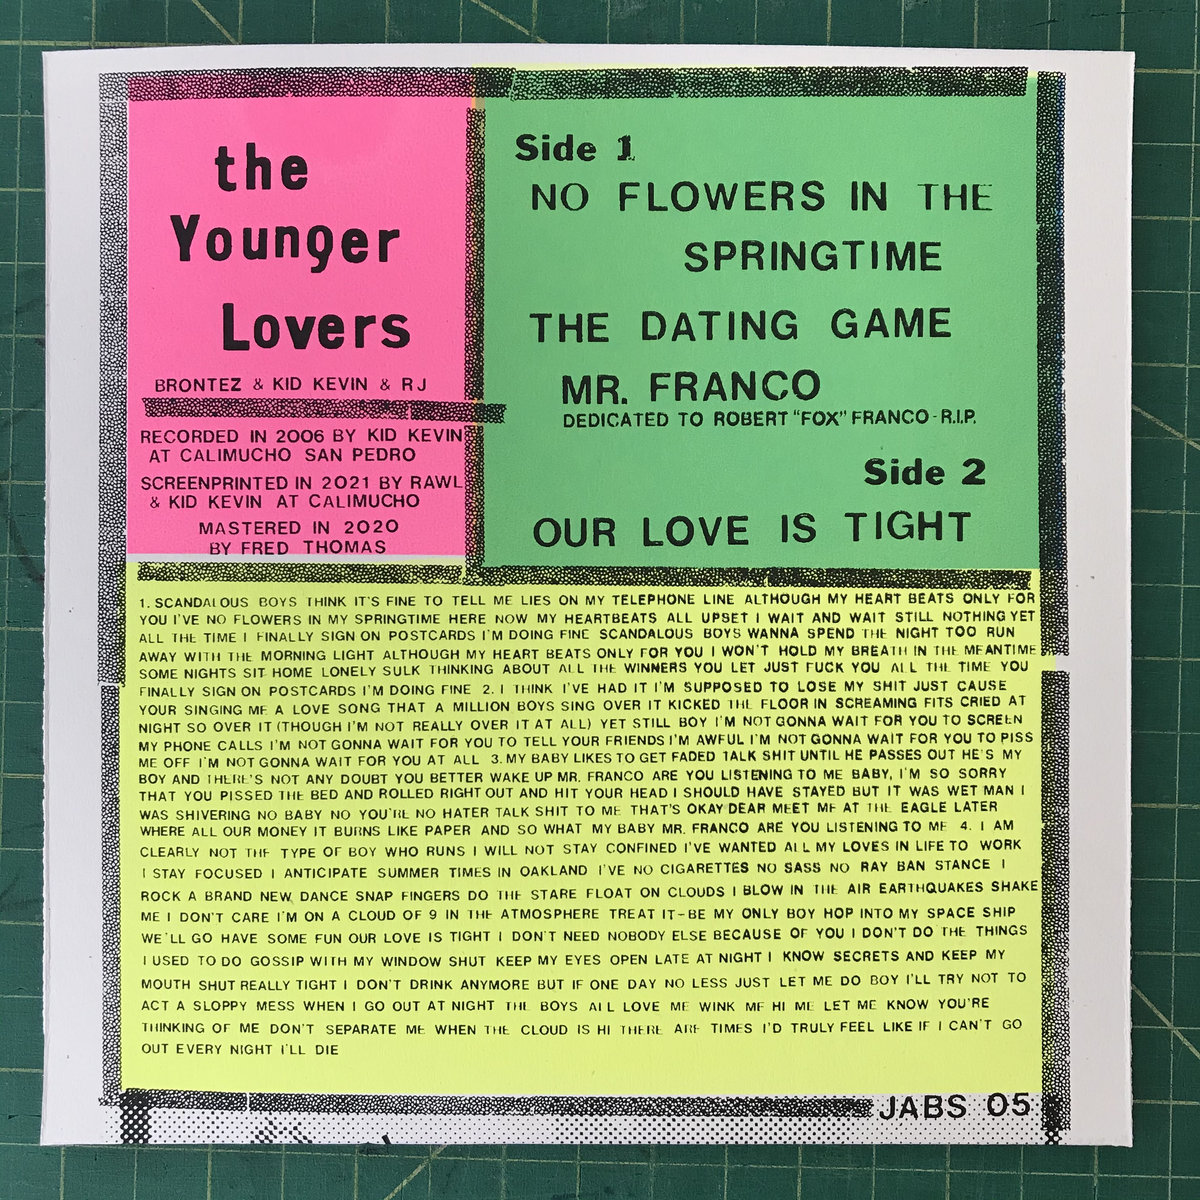 the
Younger
Lovers
BRONTEZ & KID KEVIN & RJ
RECORDED IN 2006 BY KID KEVIN
AT CALIMUCHO SAN PEDRO
SCREENPRINTED IN 2021 BY RAWL
& KID KEVIN AT CALIMUCHO
MASTERED IN 2020
BY FRED THOMAS
Side 1
NO FLOWERS IN THE
SPRINGTIME
THE DATING GAME
MR. FRANCO
DEDICATED TO ROBERT "FOX" FRANCO - R.I.P.
Side 2
OUR LOVE IS TIGHT
1. SCANDALOUS BOYS THINK IT'S FINE TO TELL ME LIES ON MY TELEPHONE LINE ALTHOUGH MY HEART BEATS ONLY FOR
YOU I'VE NO FLOWERS IN MY SPRINGTIME HERE NOW MY HEARTBEATS ALL UPSET I WAIT AND WAIT STILL NOTHING YET
ALL THE TIME I FINALLY SIGN ON POSTCARDS I'M DOING FINE SCANDALOUS BOYS WANNA SPEND THE NIGHT TOO RUN
AWAY WITH THE MORNING LIGHT ALTHOUGH MY HEART BEATS ONLY FOR YOU I WON'T HOLD MY BREATH IN THE MEANTIME
SOME NIGHTS SIT HOME LONELY SULK THINKING ABOUT ALL THE WINNERS YOU LET JUST FUCK YOU ALL THE TIME YOU
FINALLY SIGN ON POSTCARDS I'M DOING FINE 2. I THINK I'VE HAD IT I'M SUPPOSED TO LOSE MY SHIT JUST CAUSE
YOUR SINGING ME A LOVE SONG THAT A MILLION BOYS SING OVER IT KICKED THE FLOOR IN SCREAMING FITS CRIED AT
NIGHT SO OVER IT (THOUGH I'M NOT REALLY OVER IT AT ALL) YET STILL BOY I'M NOT GONNA WAIT FOR YOU TO SCREEN
MY PHONE CALLS I'M NOT GONNA WAIT FOR YOU TO TELL YOUR FRIENDS I'M AWFUL I'M NOT GONNA WAIT FOR YOU TO PISS
ME OFF I'M NOT GONNA WAIT FOR YOU AT ALL 3. MY BABY LIKES TO GET FADED TALK SHIT UNTIL HE PASSES OUT HE'S MY
BOY AND THERE'S NOT ANY DOUBT YOU BETTER WAKE UP MR. FRANCO ARE YOU LISTENING TO ME BABY, I'M SO SORRY
THAT YOU PISSED THE BED AND ROLLED RIGHT OUT AND HIT YOUR HEAD I SHOULD HAVE STAYED BUT IT WAS WET MAN I
WAS SHIVERING NO BABY NO YOU'RE NO HATER TALK SHIT TO ME THAT'S OKAY DEAR MEET ME AT THE EAGLE LATER
WHERE ALL OUR MONEY IT BURNS LIKE PAPER AND SO WHAT MY BABY MR. FRANCO ARE YOU LISTENING TO ME 4. I AM
CLEARLY NOT THE TYPE OF BOY WHO RUNS I WILL NOT STAY CONFINED I'VE WANTED ALL MY LOVES IN LIFE TO WORK
I STAY FOCUSED I ANTICIPATE SUMMER TIMES IN OAKLAND I'VE NO CIGARETTES NO SASS NO RAY BAN STANCE I
ROCK A BRAND NEW DANCE SNAP FINGERS DO THE STARE FLOAT ON CLOUDS I BLOW IN THE AIR EARTHQUAKES SHAKE
ME I DON'T CARE I'M ON A CLOUD OF 9 IN THE ATMOSPHERE TREAT IT-BE MY ONLY BOY HOP INTO MY SPACE SHIP
WE'LL GO HAVE SOME FUN OUR LOVE IS TIGHT I DON'T NEED NOBODY ELSE BECAUSE OF YOU I DON'T DO THE THINGS
I USED TO DO GOSSIP WITH MY WINDOW SHUT KEEP MY EYES OPEN LATE AT NIGHT I KNOW SECRETS AND KEEP MY
MOUTH SHUT REALLY TIGHT I DON'T DRINK ANYMORE BUT IF ONE DAY NO LESS JUST LET ME DO BOY I'LL TRY NOT TO
ACT A SLOPPY MESS WHEN I GO OUT AT NIGHT THE BOYS ALL LOVE ME WINK ME HI ME LET ME KNOW YOU'RE
THINKING OF ME DON'T SEPARATE ME WHEN THE CLOUD IS HI THERE ARE TIMES I'D TRULY FEEL LIKE IF I CAN'T GO
OUT EVERY NIGHT I'LL DIE
JABS 05